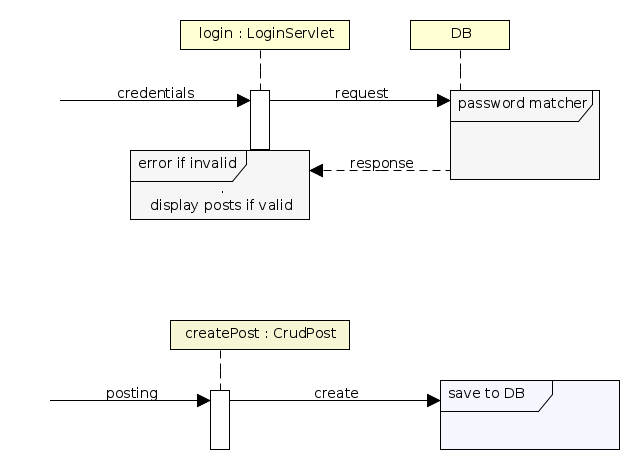 login : LoginServlet
DB
credentials
request
password matcher
error if invalid
response
.
display posts if valid
createPost : CrudPost
posting
create
save to DB